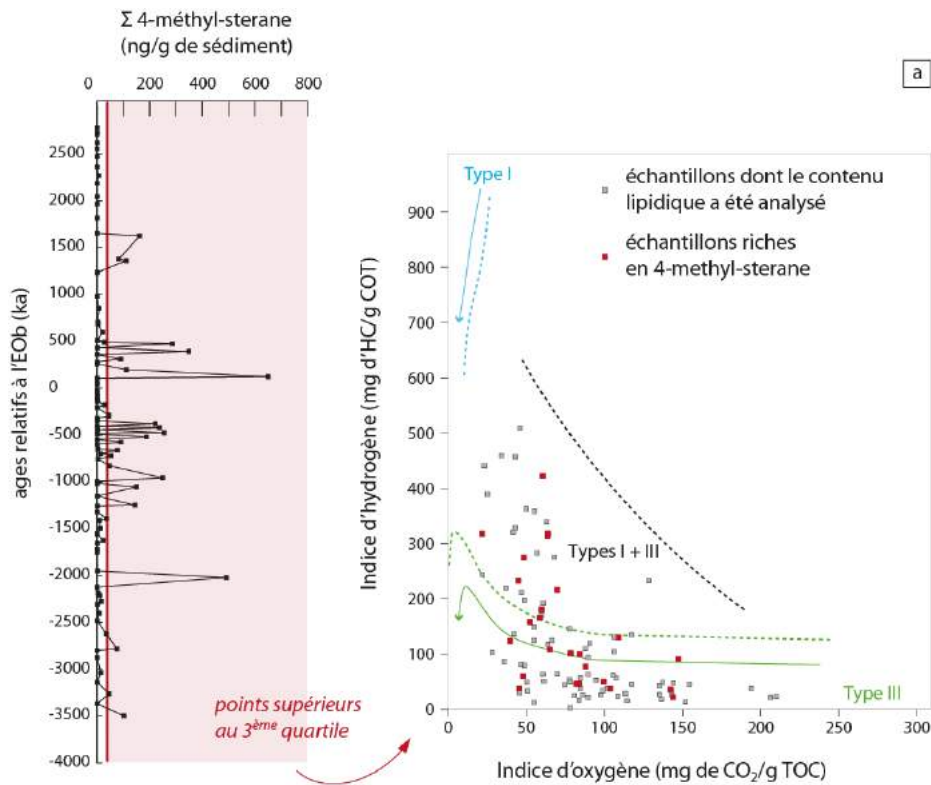 Σ 4-méthyl-sterane
(ng/g de sédiment)
0 200 400 600 800
ages relatifs à l'EOb (ka)
2500
2000
1500
1000
500
0
-500
-1000
-1500
-2000
-2500
-3000
-3500
-4000
points supérieurs
au 3ème quartile
a
Indice d'hydrogène (mg d'HC/g COT)
900
800
700
600
500
400
300
200
100
0
Type I
échantillons dont le contenu
lipidique a été analysé
échantillons riches
en 4-methyl-sterane
Types I + III
Type III
0 50 100 150 200 250 300
Indice d'oxygène (mg de CO2/g TOC)